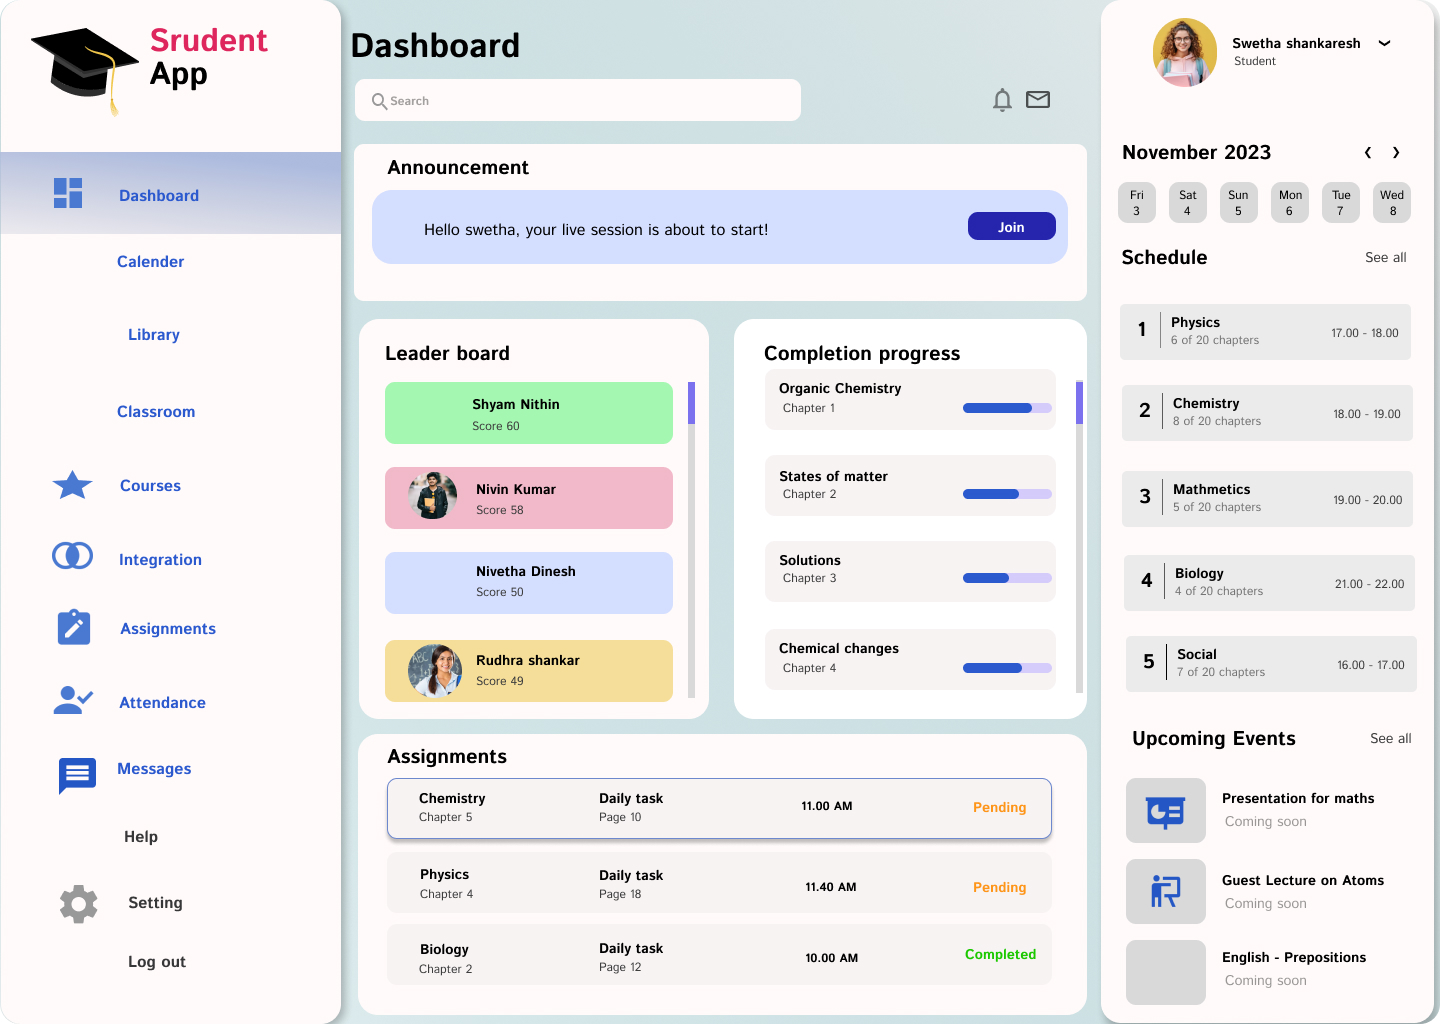 Srudent
App
Dashboard
Calender
Library
Classroom
Courses
Integration
Assignments
Attendance
Messages
Help
Setting
Log out
Dashboard
Search
Announcement
Hello swetha, your live session is about to start!
Join
Leader board
Shyam Nithin
Score 60
Nivin Kumar
Score 58
Nivetha Dinesh
Score 50
Rudhra shankar
Score 49
Completion progress
Organic Chemistry
Chapter 1
States of matter
Chapter 2
Solutions
Chapter 3
Chemical changes
Chapter 4
Assignments
Chemistry
Chapter 5
Daily task
Page 10
11.00 AM
Pending
Physics
Chapter 4
Daily task
Page 18
11.40 AM
Pending
Biology
Chapter 2
Daily task
Page 12
10.00 AM
Completed
Swetha shankaresh
Student
November 2023
Fri
3
Sat
4
Sun
5
Mon
6
Tue
7
Wed
8
Schedule
See all
1
Physics
6 of 20 chapters
17.00 - 18.00
2
Chemistry
8 of 20 chapters
18.00 - 19.00
3
Mathmetics
5 of 20 chapters
19.00 - 20.00
4
Biology
4 of 20 chapters
21.00 - 22.00
5
Social
7 of 20 chapters
16.00 - 17.00
Upcoming Events
See all
Presentation for maths
Coming soon
Guest Lecture on Atoms
Coming soon
English - Prepositions
Coming soon